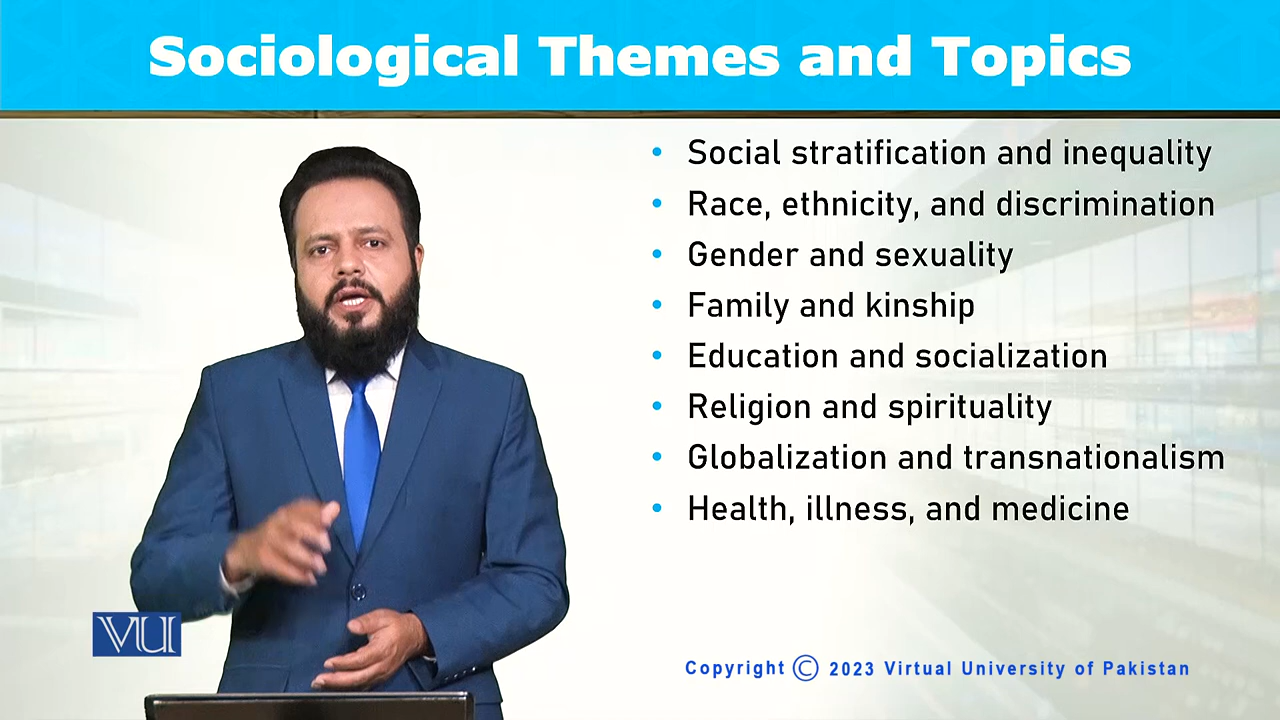 Sociological Themes and Topics
• Social stratification and inequality
• Race, ethnicity, and discrimination
• Gender and sexuality
• Family and kinship
• Education and socialization
• Religion and spirituality
• Globalization and transnationalism
• Health, illness, and medicine
VU
Copyright © 2023 Virtual University of Pakistan